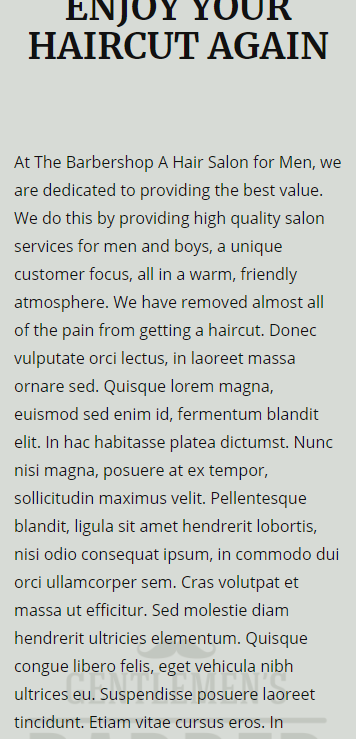 ENJOY YOUR
HAIRCUT AGAIN
At The Barbershop A Hair Salon for Men, we
are dedicated to providing the best value.
We do this by providing high quality salon
services for men and boys, a unique
customer focus, all in a warm, friendly
atmosphere. We have removed almost all
of the pain from getting a haircut. Donec
vulputate orci lectus, in laoreet massa
ornare sed. Quisque lorem magna,
euismod sed enim id, fermentum blandit
elit. In hac habitasse platea dictumst. Nunc
nisi magna, posuere at ex tempor,
sollicitudin maximus velit. Pellentesque
blandit, ligula sit amet hendrerit lobortis,
nisi odio consequat ipsum, in commodo dui
orci ullamcorper sem. Cras volutpat et
massa ut efficitur. Sed molestie diam
hendrerit ultricies elementum. Quisque
congue libero felis, eget vehicula nibh
GENTLEMEN'S
ultrices eu. Suspendisse posuere laoreet
tincidunt. Etiam vitae cursus eros. In